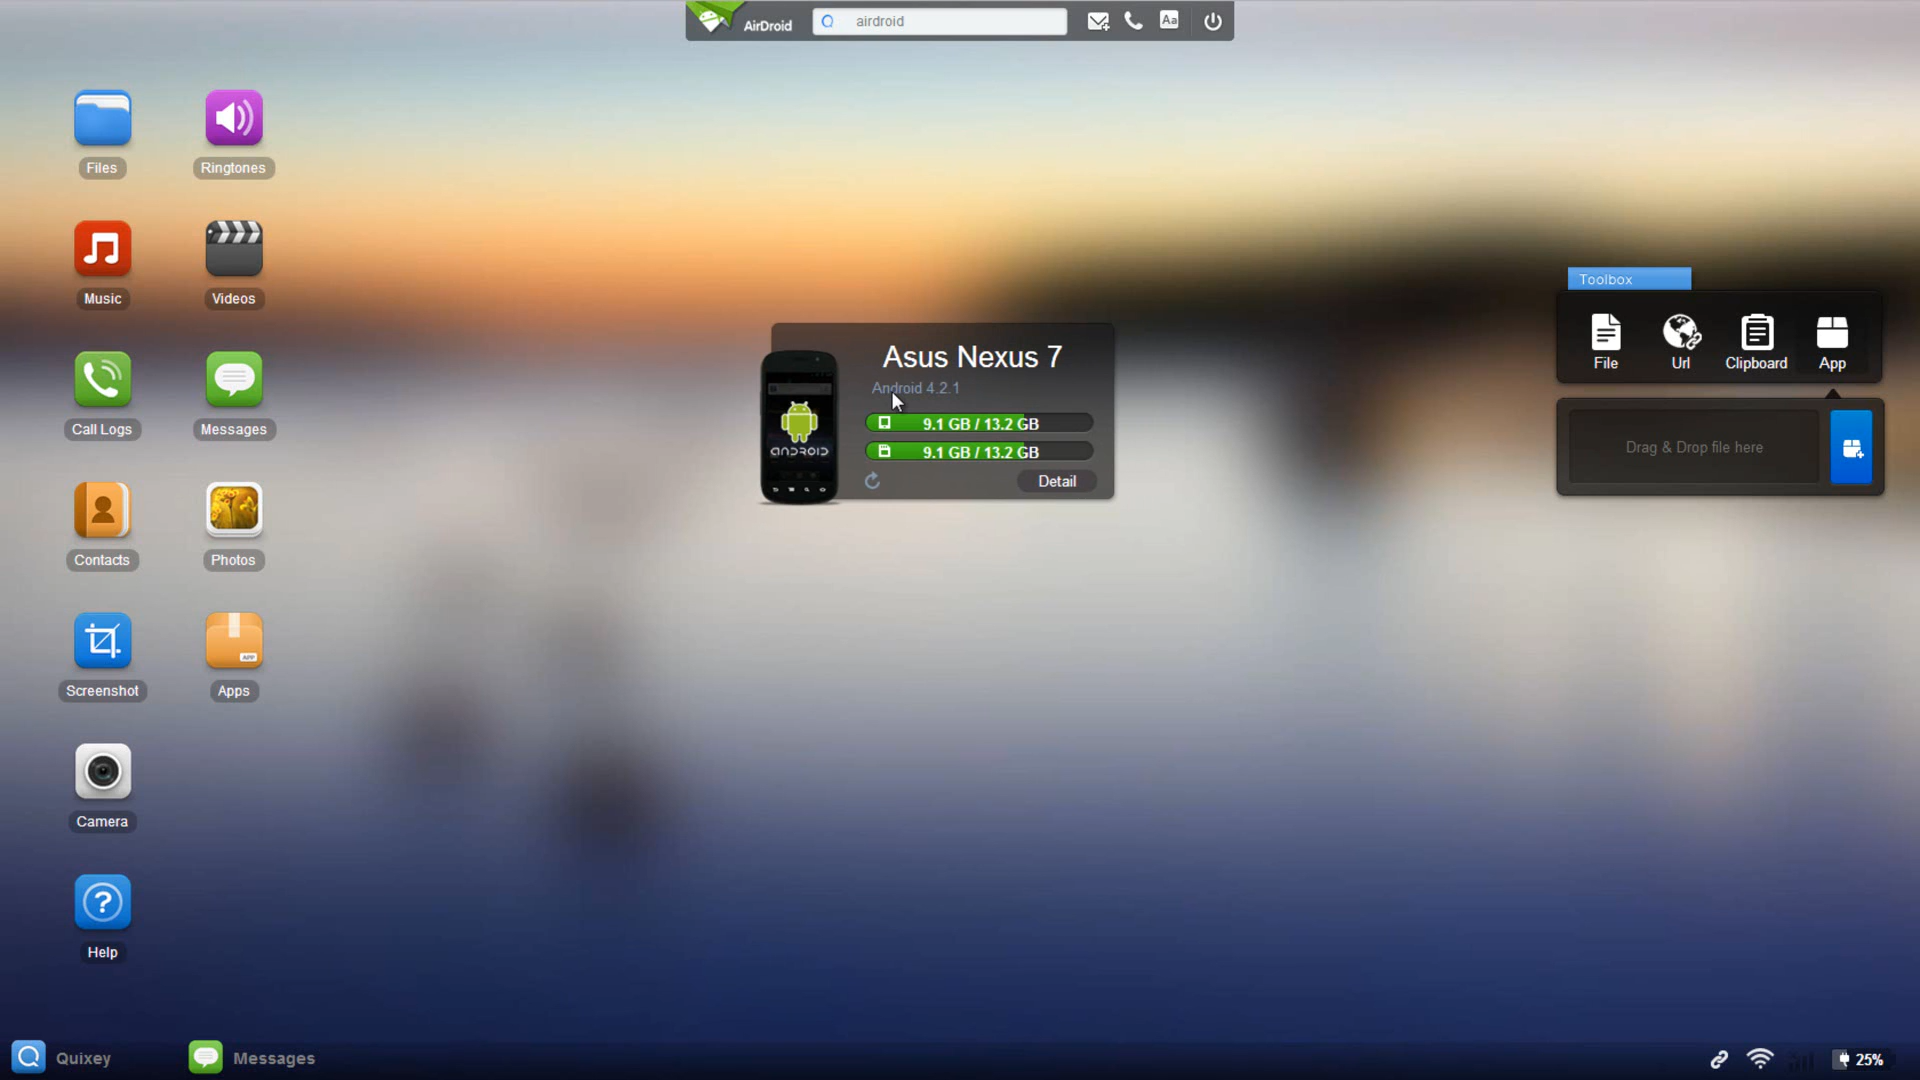 AirDroid
airdroid
Aa
Files
Ringtones
Music
Videos
Call Logs
Messages
Contacts
Photos
Screenshot
APP
Apps
Camera
Help
Asus Nexus 7
Android 4.2.1
9.1 GB / 13.2 GB
9.1 GB / 13.2 GB
Detail
ANDROID
Toolbox
File
Url
Clipboard
App
Drag & Drop file here
Quixey
Messages
25%